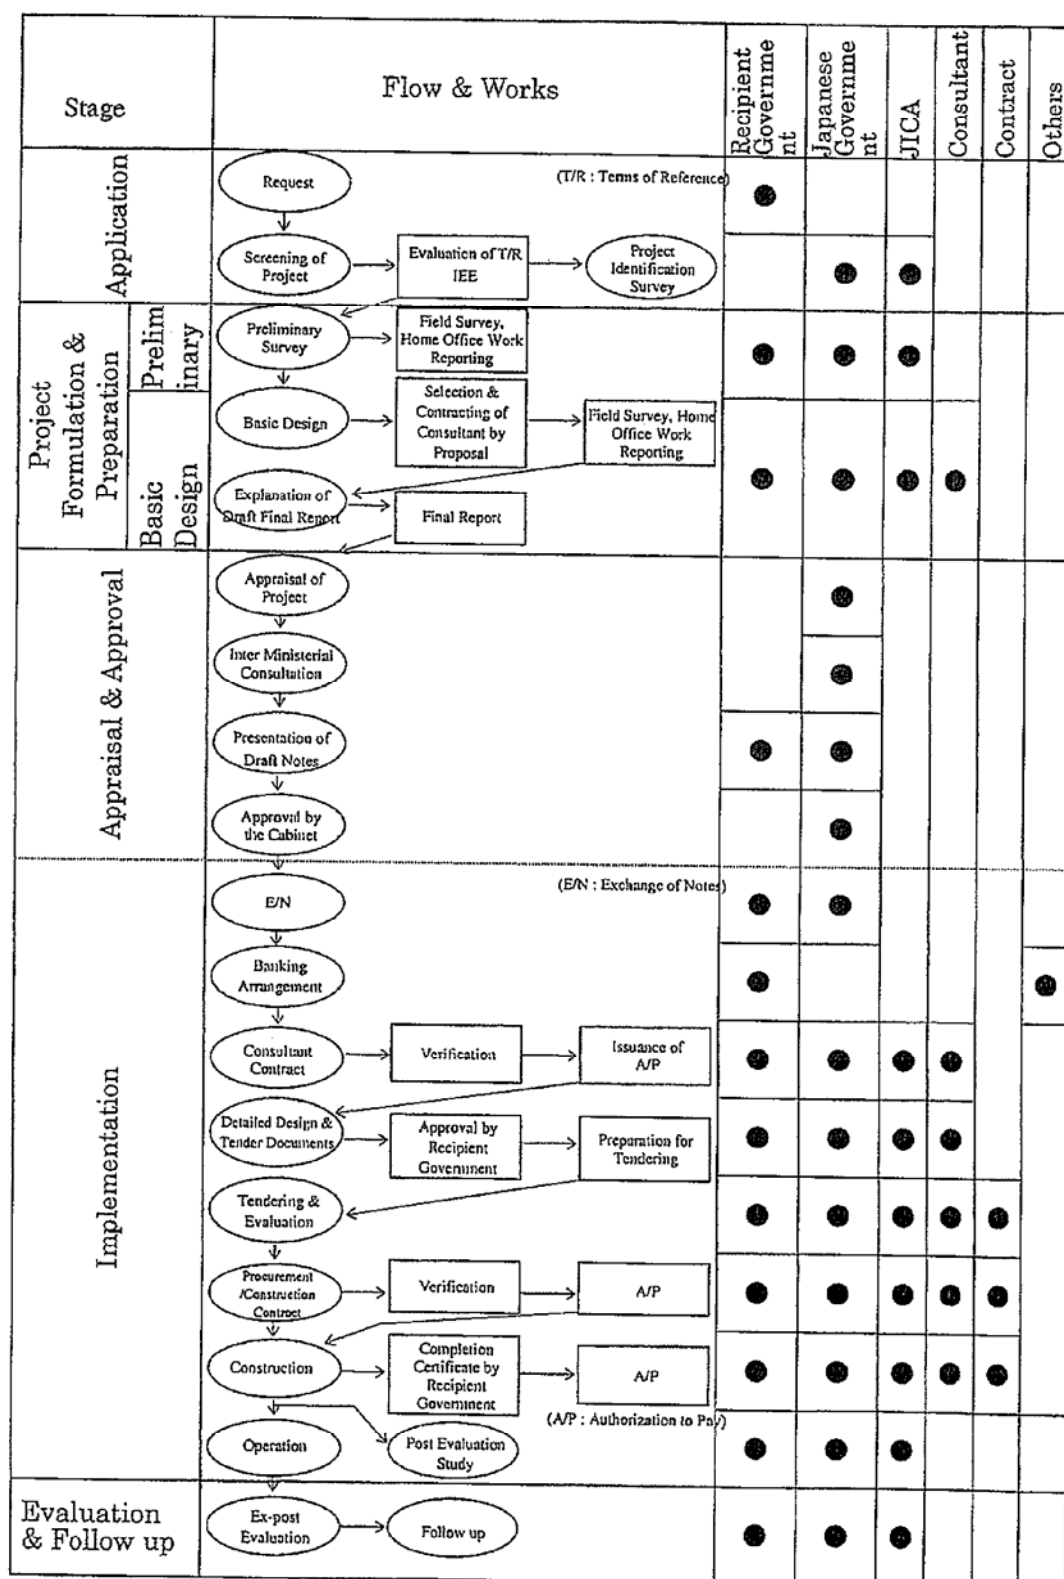 Stage
Flow & Works
Recipient
Governme
nt
Japanese
Governme
nt
JICA
Consultant
Contract
Others
Application
Request
(T/R : Terms of Reference)
Screening of
Project
Evaluation of T/R
IEE
Project
Identification
Survey
Project
Formulation &
Preparation
Prelim
inary
Preliminary
Survey
Field Survey,
Home Office Work
Reporting
Basic
Design
Basic Design
Selection &
Contracting of
Consultant by
Proposal
Field Survey, Home
Office Work
Reporting
Explanation of
Draft Final Report
Final Report
Appraisal & Approval
Appraisal of
Project
Inter Ministerial
Consultation
Presentation of
Draft Notes
Approval by
the Cabinet
Implementation
E/N
(E/N : Exchange of Notes)
Banking
Arrangement
Consultant
Contract
Verification
Issuance of
A/P
Detailed Design &
Tender Documents
Approval by
Recipient
Government
Preparation for
Tendering
Tendering &
Evaluation
Procurement
/Construction
Contract
Verification
A/P
Construction
Completion
Certificate by
Recipient
Government
A/P
(A/P : Authorization to Pay)
Operation
Post Evaluation
Study
Evaluation
& Follow up
Ex-post
Evaluation
Follow up